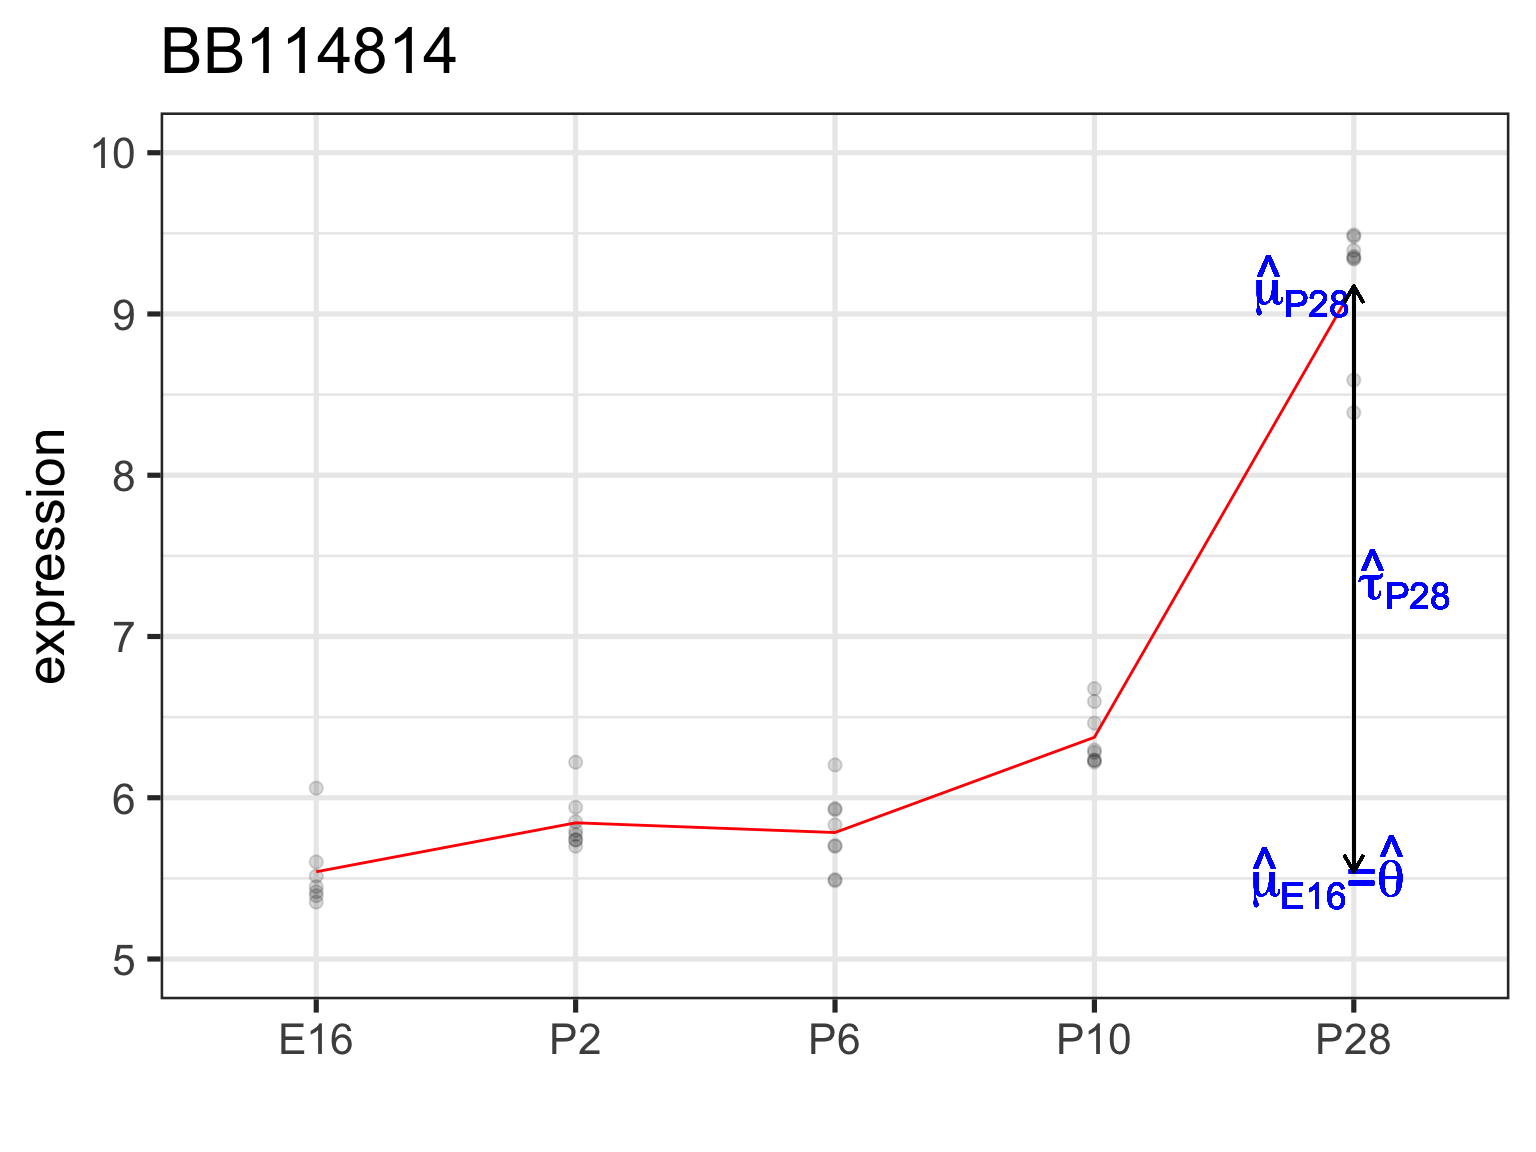 BB114814
expression
10
9
8
7
6
5
μ̂P28
τ̂P28
μ̂E16=θ̂
E16 P2 P6 P10 P28